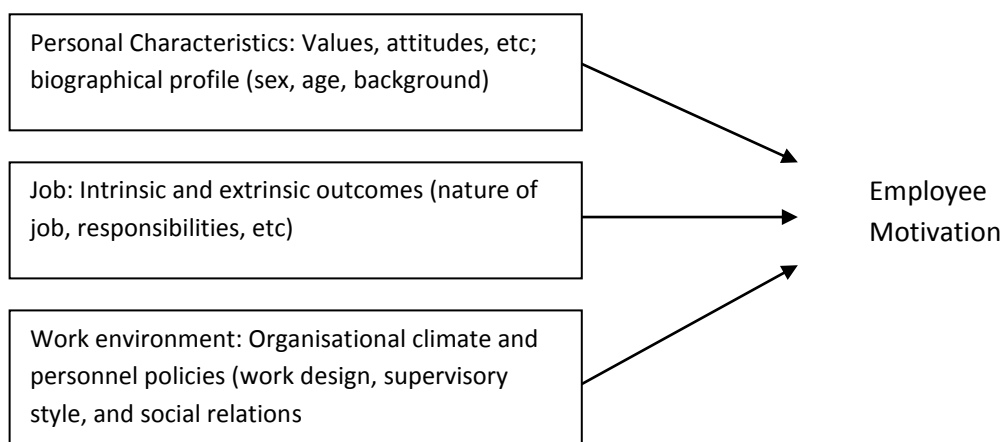 Personal Characteristics: Values, attitudes, etc;
biographical profile (sex, age, background)
Job: Intrinsic and extrinsic outcomes (nature of
job, responsibilities, etc)
Employee
Motivation
Work environment: Organisational climate and
personnel policies (work design, supervisory
style, and social relations